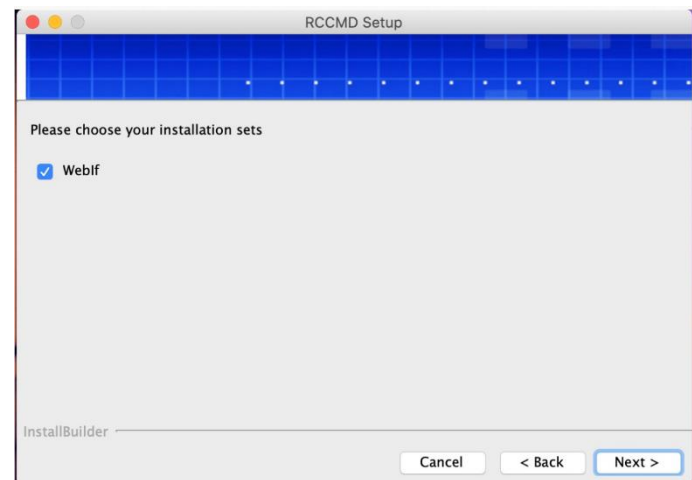 RCCMD Setup
Please choose your installation sets
WebIf
InstallBuilder
Cancel
< Back
Next >